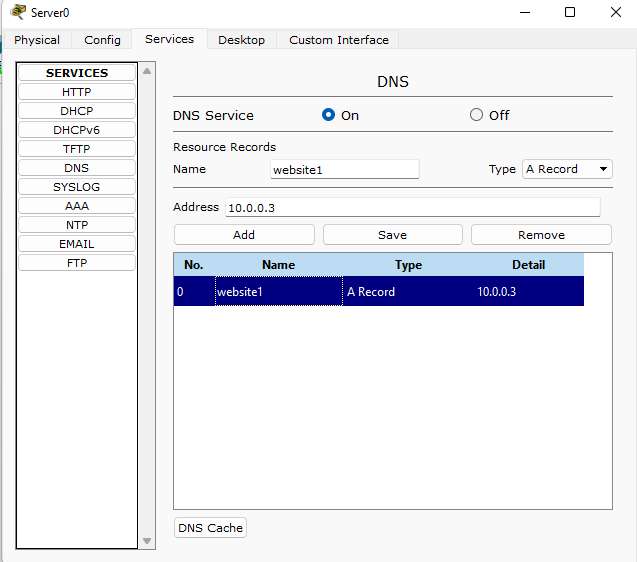 Server0
Physical Config Services Desktop Custom Interface
SERVICES
HTTP
DHCP
DHCPv6
TFTP
DNS
SYSLOG
AAA
NTP
EMAIL
FTP
DNS
DNS Service On Off
Resource Records
Name website1 Type A Record
Address 10.0.0.3
Add Save Remove
No. Name Type Detail
0 website1 A Record 10.0.0.3
DNS Cache